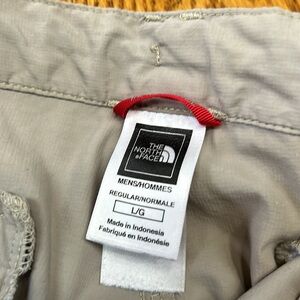 THE
NORTH
FACE
MENS/HOMMES
REGULAR/NORMALE
L/G
Made in Indonesia
Fabriqué en Indonésie